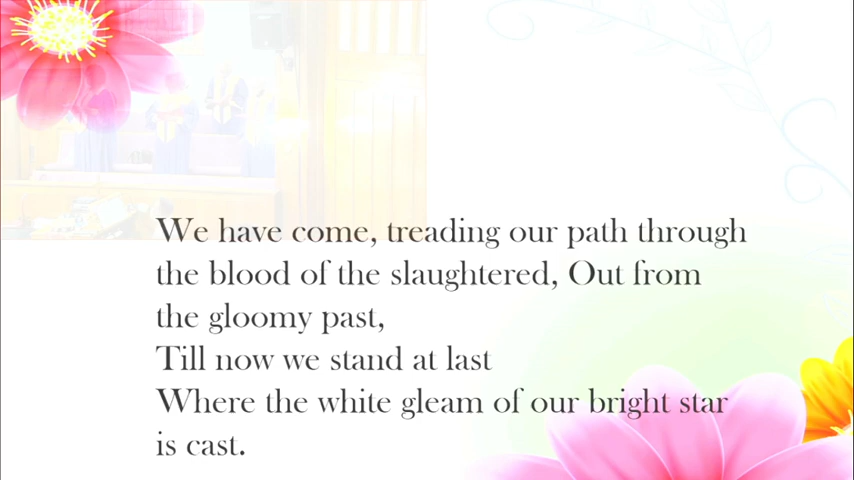 We have come, treading our path through
the blood of the slaughtered, Out from
the gloomy past,
Till now we stand at last
Where the white gleam of our bright star
is cast.